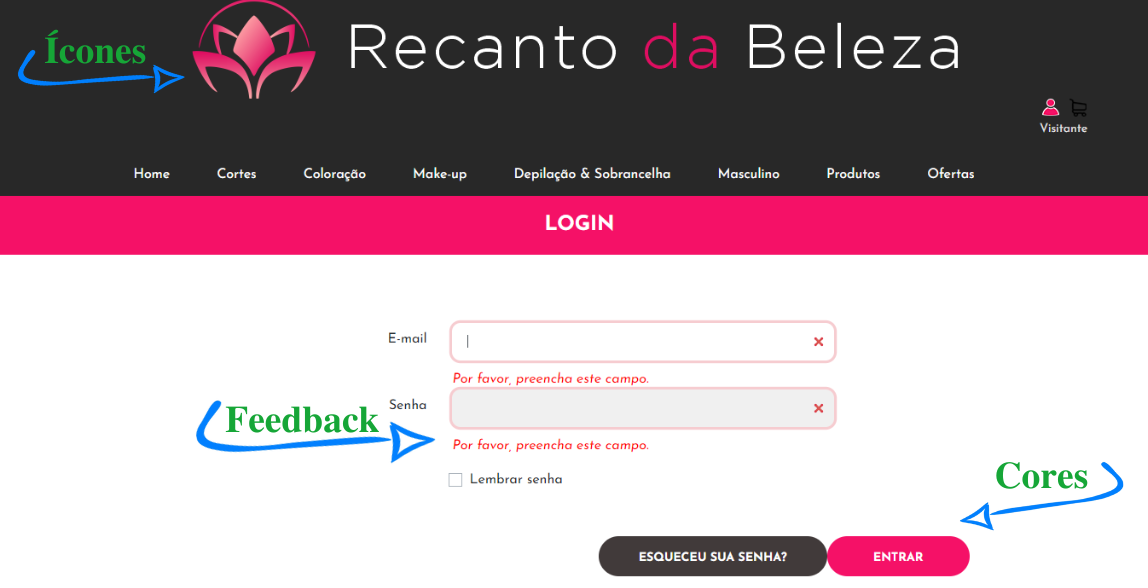 Ícones
Recanto da Beleza
Visitante
Home Cortes Coloração Make-up Depilação & Sobrancelha Masculino Produtos Ofertas
LOGIN
E-mail
Por favor, preencha este campo.
Senha
Feedback
Por favor, preencha este campo.
Lembrar senha
Cores
ESQUECEU SUA SENHA? ENTRAR